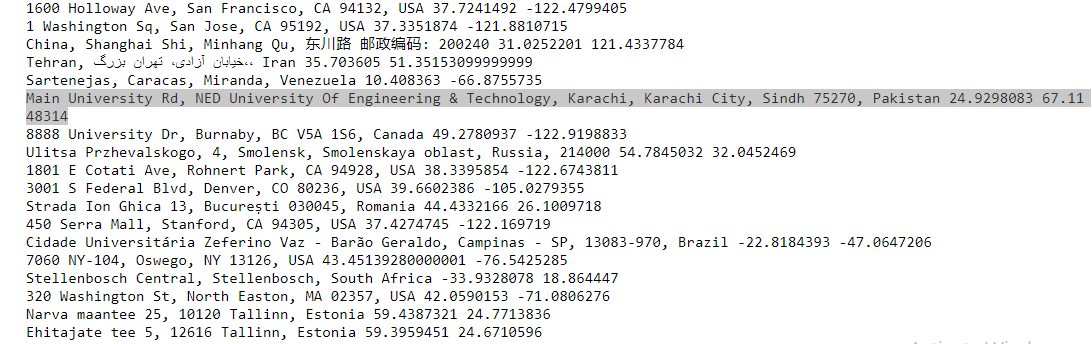 1600 Holloway Ave, San Francisco, CA 94132, USA 37.7241492 -122.4799405
1 Washington Sq, San Jose, CA 95192, USA 37.3351874 -121.8810715
China, Shanghai Shi, Minhang Qu, 东川路 邮政编码: 200240 31.0252201 121.4337784
Tehran, خیابان آزادی، تهران بزرگ،، Iran 35.703605 51.35153099999999
Sartenejas, Caracas, Miranda, Venezuela 10.408363 -66.8755735
Main University Rd, NED University Of Engineering & Technology, Karachi, Karachi City, Sindh 75270, Pakistan 24.9298083 67.11
48314
8888 University Dr, Burnaby, BC V5A 1S6, Canada 49.2780937 -122.9198833
Ulitsa Przhevalskogo, 4, Smolensk, Smolenskaya oblast, Russia, 214000 54.7845032 32.0452469
1801 E Cotati Ave, Rohnert Park, CA 94928, USA 38.3395854 -122.6743811
3001 S Federal Blvd, Denver, CO 80236, USA 39.6602386 -105.0279355
Strada Ion Ghica 13, București 030045, Romania 44.4332166 26.1009718
450 Serra Mall, Stanford, CA 94305, USA 37.4274745 -122.169719
Cidade Universitária Zeferino Vaz - Barão Geraldo, Campinas - SP, 13083-970, Brazil -22.8184393 -47.0647206
7060 NY-104, Oswego, NY 13126, USA 43.45139280000001 -76.5425285
Stellenbosch Central, Stellenbosch, South Africa -33.9328078 18.864447
320 Washington St, North Easton, MA 02357, USA 42.0590153 -71.0806276
Narva maantee 25, 10120 Tallinn, Estonia 59.4387321 24.7713836
Ehitajate tee 5, 12616 Tallinn, Estonia 59.3959451 24.6710596